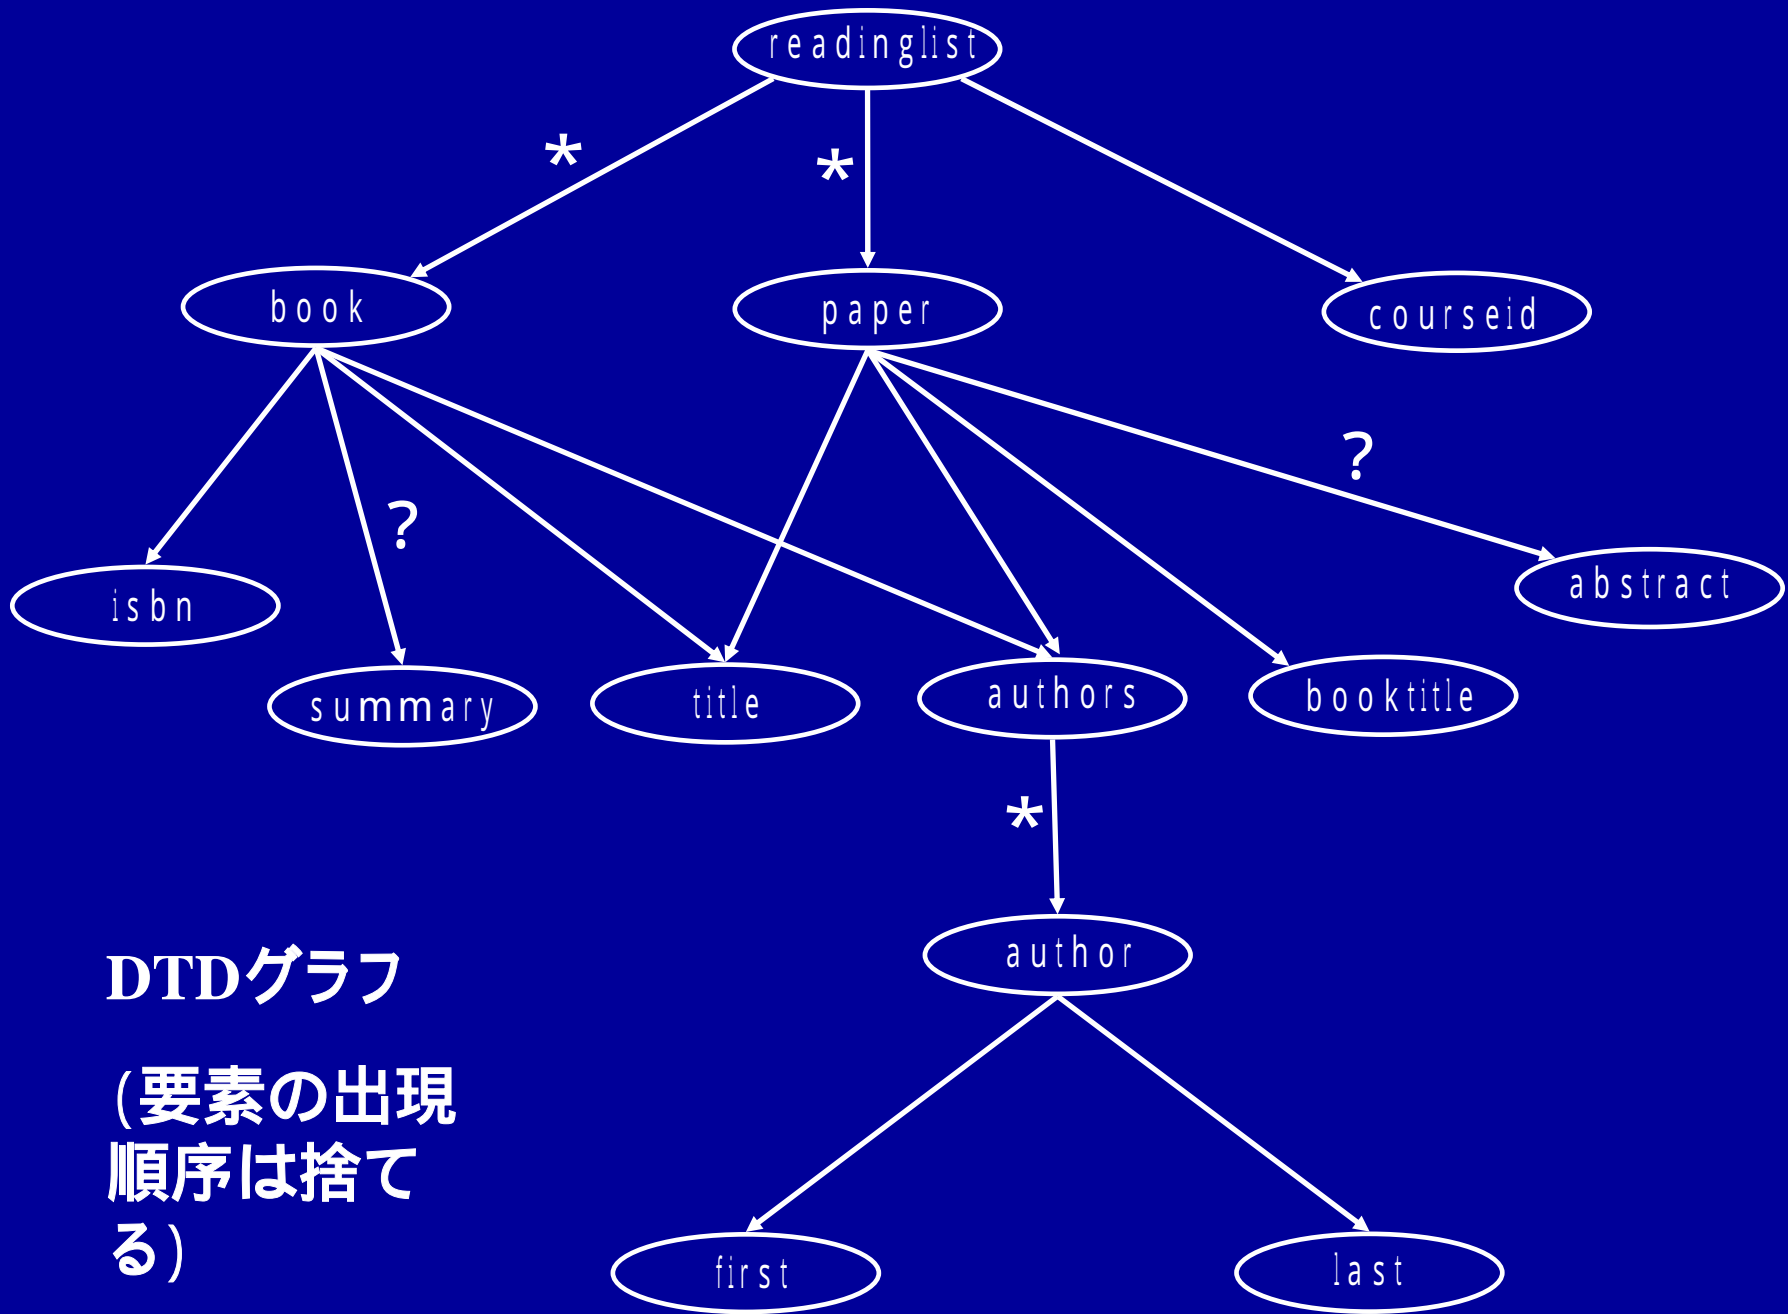 readinglist
*
*
book
paper
courseid
?
?
isbn
abstract
summary
title
authors
booktitle
*
author
DTDグラフ
(要素の出現
順序は捨て
る)
first
last